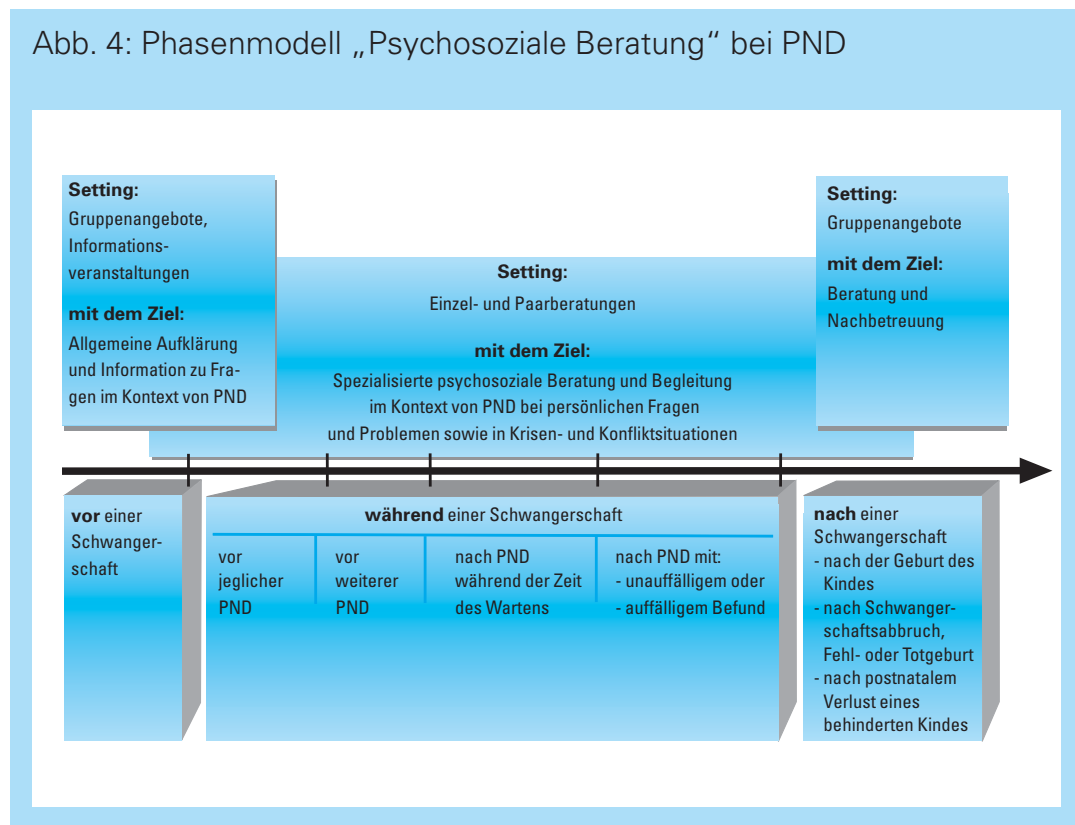 Abb. 4: Phasenmodell „Psychosoziale Beratung“ bei PND
Setting:
Gruppenangebote,
Informations-
veranstaltungen
mit dem Ziel:
Allgemeine Aufklärung
und Information zu Fra-
gen im Kontext von PND
Setting:
Einzel- und Paarberatungen
mit dem Ziel:
Spezialisierte psychosoziale Beratung und Begleitung
im Kontext von PND bei persönlichen Fragen
und Problemen sowie in Krisen- und Konfliktsituationen
Setting:
Gruppenangebote
mit dem Ziel:
Beratung und
Nachbetreuung
vor einer
Schwanger-
schaft
während einer Schwangerschaft
vor
jeglicher
PND
vor
weiterer
PND
nach PND
während der Zeit
des Wartens
nach PND mit:
- unauffälligem oder
- auffälligem Befund
nach einer
Schwangerschaft
- nach der Geburt des
Kindes
- nach Schwanger-
schaftsabbruch,
Fehl- oder Totgeburt
- nach postnatalem
Verlust eines
behinderten Kindes